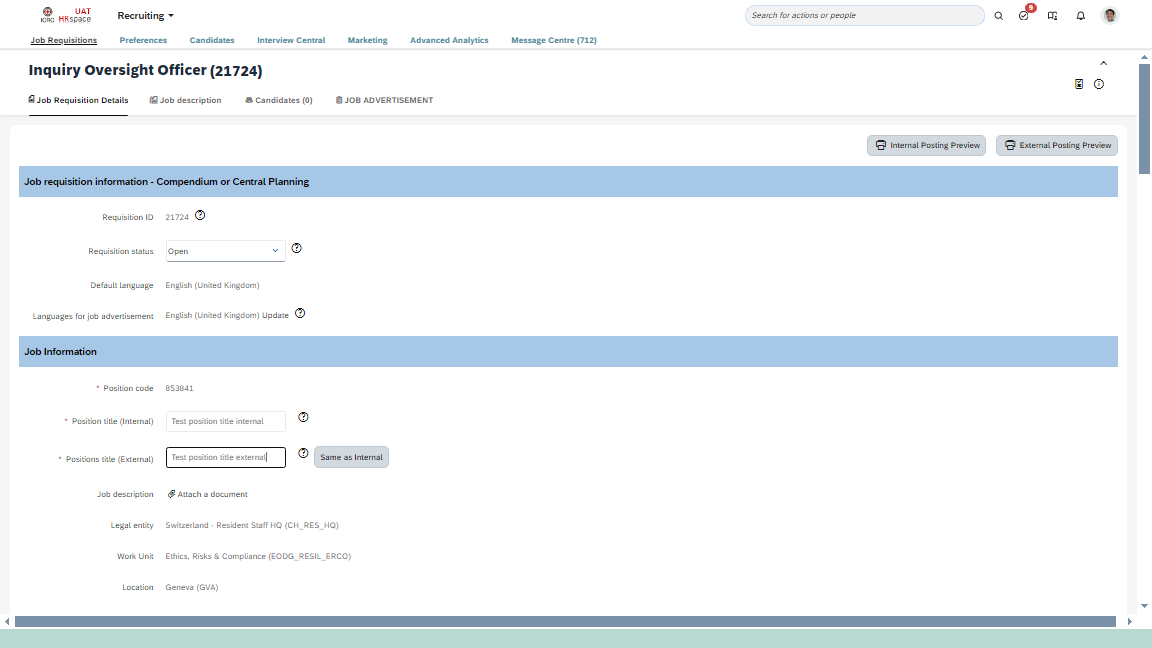 ICRC UAT HRspace Recruiting Search for actions or people 9
Job Requisitions Preferences Candidates Interview Central Marketing Advanced Analytics Message Centre (712)
Inquiry Oversight Officer (21724)
Job Requisition Details Job description Candidates (0) JOB ADVERTISEMENT
Internal Posting Preview External Posting Preview
Job requisition information - Compendium or Central Planning
Requisition ID 21724
Requisition status Open
Default language English (United Kingdom)
Languages for job advertisement English (United Kingdom) Update
Job Information
* Position code 853841
* Position title (Internal) Test position title internal
* Positions title (External) Test position title external Same as Internal
Job description Attach a document
Legal entity Switzerland - Resident Staff HQ (CH_RES_HQ)
Work Unit Ethics, Risks & Compliance (EODG_RESIL_ERCO)
Location Geneva (GVA)